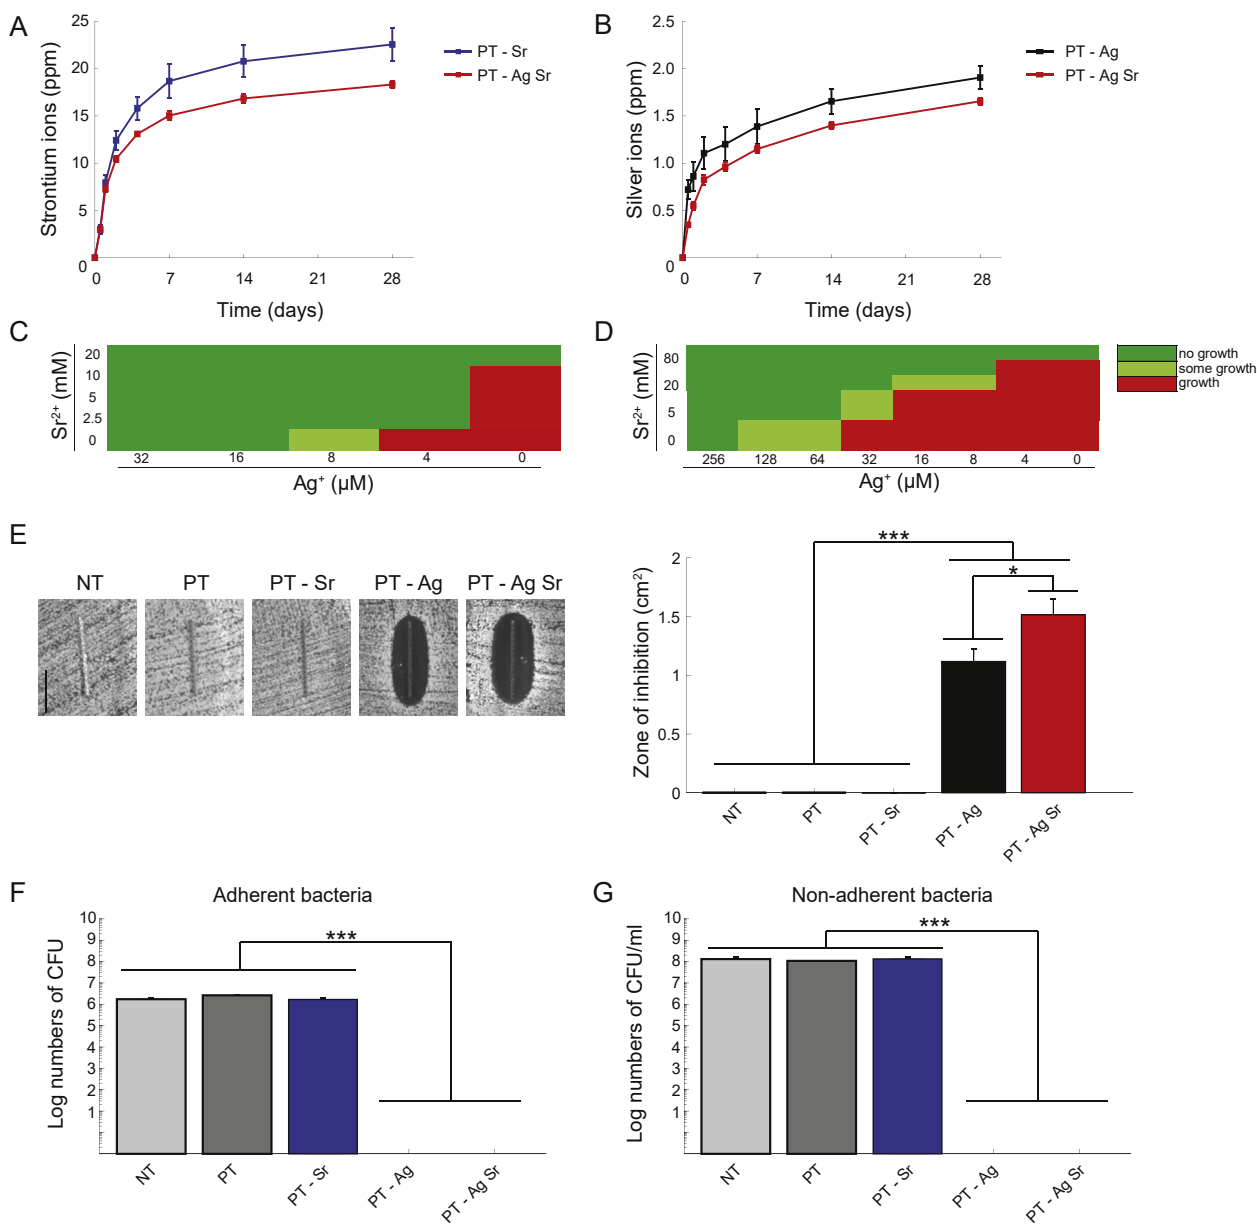 A
Strontium ions (ppm)
25
20
15
10
5
0
0 7 14 21 28
Time (days)
PT - Sr
PT - Ag Sr
B
Silver ions (ppm)
2.5
2.0
1.5
1.0
0.5
0
0 7 14 21 28
Time (days)
PT - Ag
PT - Ag Sr
C
Sr²⁺ (mM)
20
10
5
2.5
0
32 16 8 4 0
Ag⁺ (µM)
D
Sr²⁺ (mM)
80
20
5
0
256 128 64 32 16 8 4 0
Ag⁺ (µM)
no growth
some growth
growth
E
NT PT PT - Sr PT - Ag PT - Ag Sr
Zone of inhibition (cm²)
2
1.5
1
0.5
0
***
*
NT PT PT - Sr PT - Ag PT - Ag Sr
F
Adherent bacteria
Log numbers of CFU
10
9
8
7
6
5
4
3
2
1
***
NT PT PT - Sr PT - Ag PT - Ag Sr
G
Non-adherent bacteria
Log numbers of CFU/ml
10
9
8
7
6
5
4
3
2
1
***
NT PT PT - Sr PT - Ag PT - Ag Sr